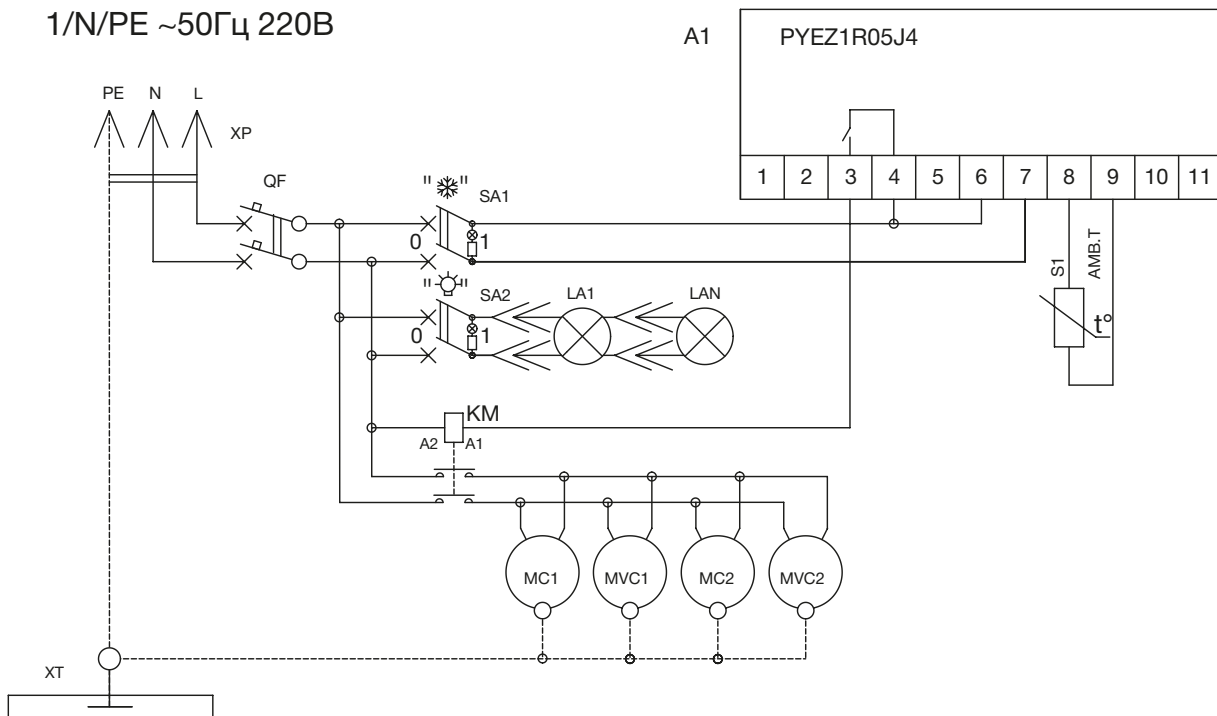 1/N/PE ~50Гц 220В
A1 PYEZ1R05J4
PE N L
XP
QF
"❄" SA1
1 2 3 4 5 6 7 8 9 10 11
0 1
S1
AMB.T
t°
" " SA2 LA1 LAN
0 1
KM
A2 A1
MC1 MVC1 MC2 MVC2
XT